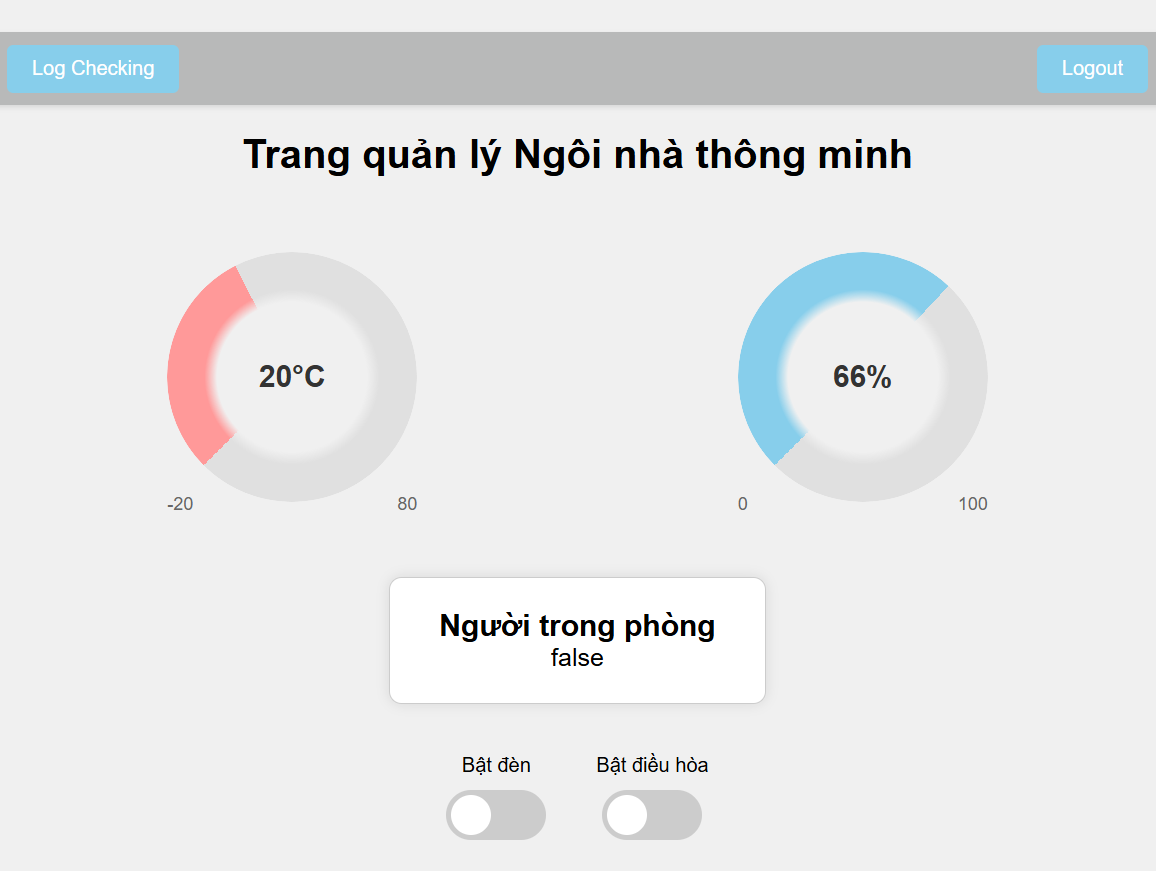 Log Checking
Logout
Trang quản lý Ngôi nhà thông minh
20°C
66%
-20
80
0
100
Người trong phòng
false
Bật đèn
Bật điều hòa